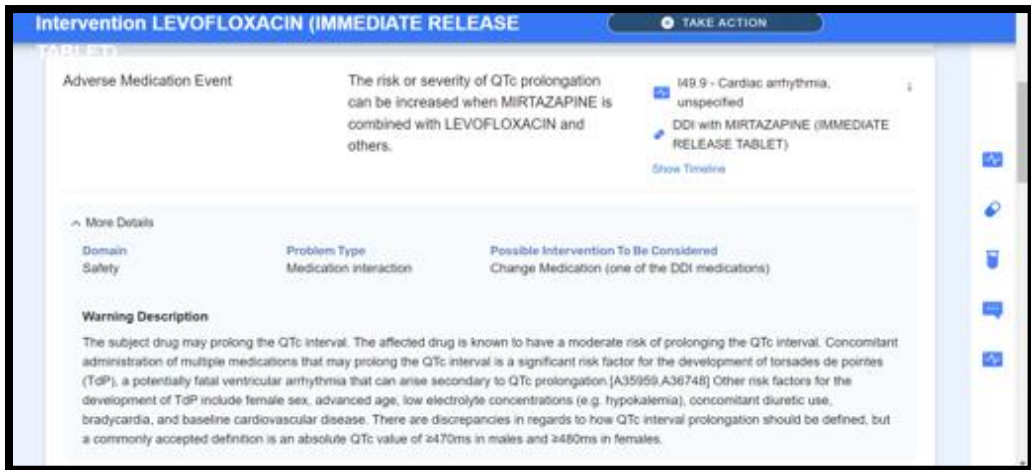 Intervention LEVOFLOXACIN (IMMEDIATE RELEASE
TABLET)
TAKE ACTION
Adverse Medication Event
The risk or severity of QTc prolongation
can be increased when MIRTAZAPINE is
combined with LEVOFLOXACIN and
others.
I49.9 - Cardiac arrhythmia,
unspecified
DDI with MIRTAZAPINE (IMMEDIATE
RELEASE TABLET)
Show Timeline
More Details
Domain
Safety
Problem Type
Medication interaction
Possible Intervention To Be Considered
Change Medication (one of the DDI medications)
Warning Description
The subject drug may prolong the QTc interval. The affected drug is known to have a moderate risk of prolonging the QTc interval. Concomitant
administration of multiple medications that may prolong the QTc interval is a significant risk factor for the development of torsades de pointes
(TdP), a potentially fatal ventricular arrhythmia that can arise secondary to QTc prolongation [A35959,A36748] Other risk factors for the
development of TdP include female sex, advanced age, low electrolyte concentrations (e.g. hypokalemia), concomitant diuretic use,
bradycardia, and baseline cardiovascular disease. There are discrepancies in regards to how QTc interval prolongation should be defined, but
a commonly accepted definition is an absolute QTc value of ≥470ms in males and ≥480ms in females.